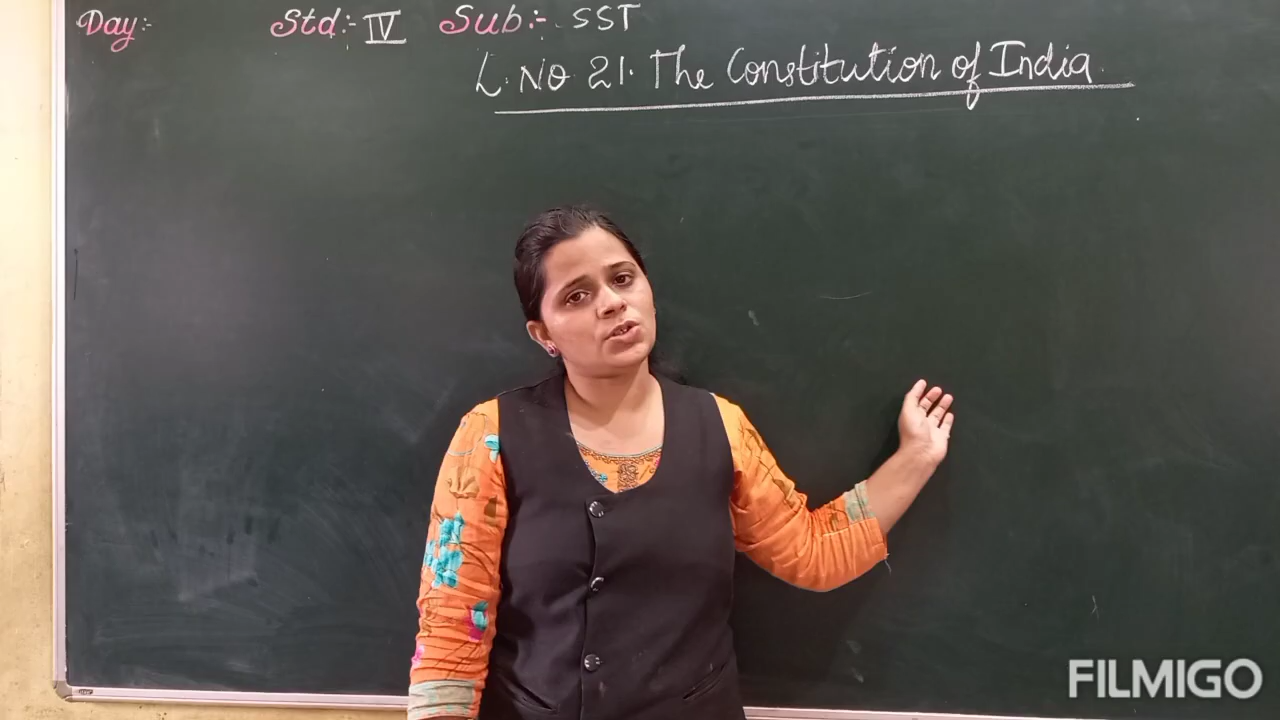 Day:- Std:- IV Sub:- SST
L. No 21. The Constitution of India
FILMIGO